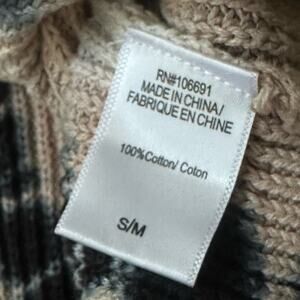 RN#106691
MADE IN CHINA/
FABRIQUE EN CHINE
100%Cotton/ Coton
S/M